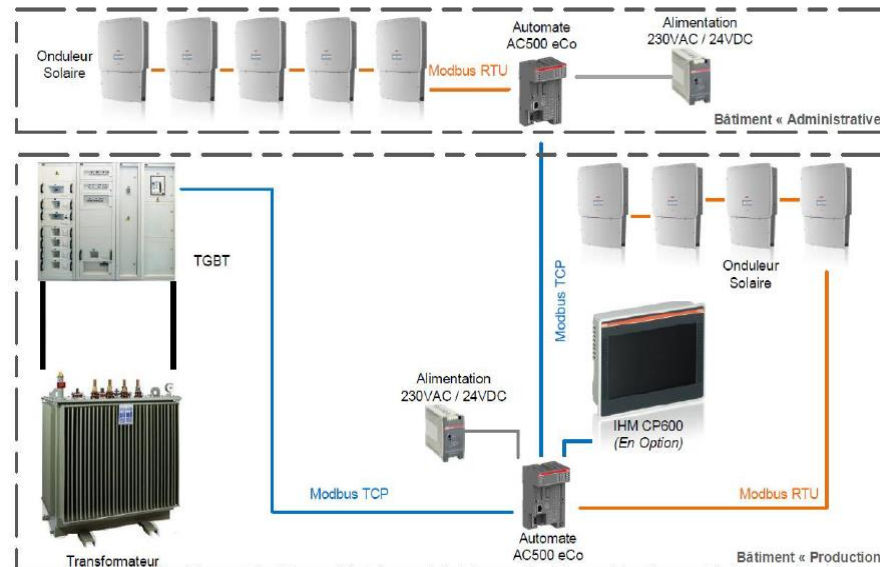 Onduleur
Solaire
Modbus RTU
Automate
AC500 eCo
Alimentation
230VAC / 24VDC
Bâtiment « Administrative
TGBT
Modbus TCP
Onduleur
Solaire
Alimentation
230VAC / 24VDC
IHM CP600
(En Option)
Modbus TCP
Modbus RTU
Automate
AC500 eCo
Transformateur
Bâtiment « Production